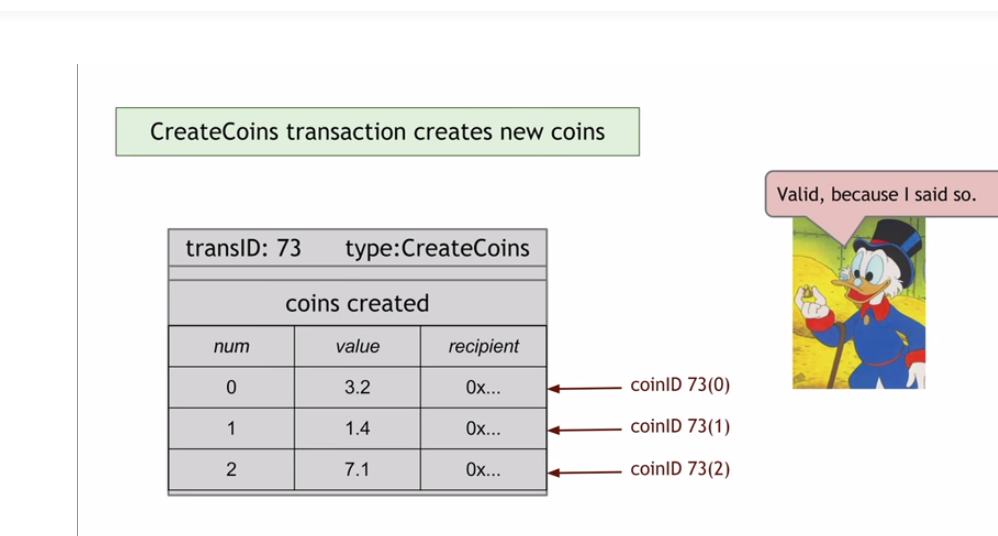 CreateCoins transaction creates new coins
Valid, because I said so.
transID: 73 type:CreateCoins
coins created
num value recipient
0 3.2 0x... coinID 73(0)
1 1.4 0x... coinID 73(1)
2 7.1 0x... coinID 73(2)